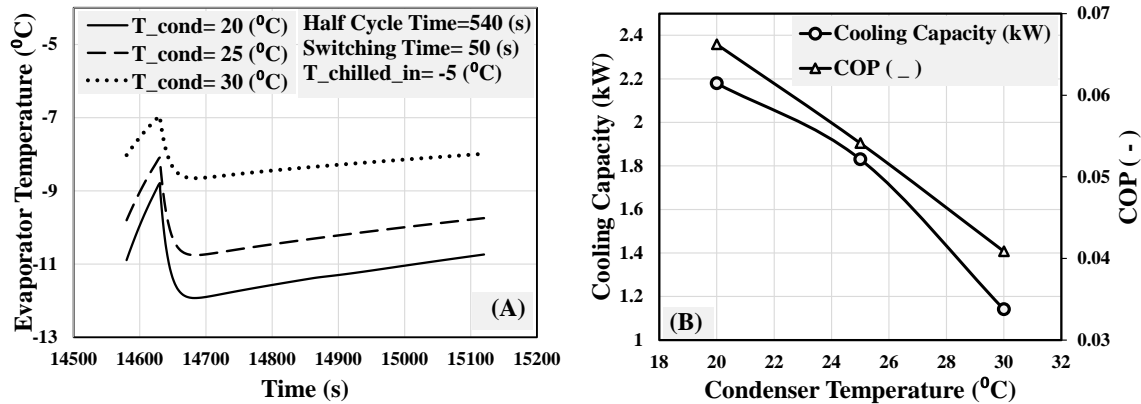 Evaporator Temperature (⁰C)
-4
-5
-7
-9
-11
-13
T_cond= 20 (⁰C)
T_cond= 25 (⁰C)
T_cond= 30 (⁰C)
Half Cycle Time=540 (s)
Switching Time= 50 (s)
T_chilled_in= -5 (⁰C)
(A)
14500 14600 14700 14800 14900 15000 15100 15200
Time (s)
Cooling Capacity (kW)
2.4
2.2
2
1.8
1.6
1.4
1.2
1
Cooling Capacity (kW)
COP ( _ )
(B)
18 20 22 24 26 28 30 32
Condenser Temperature (⁰C)
0.07
0.06
0.05
0.04
0.03
COP ( - )